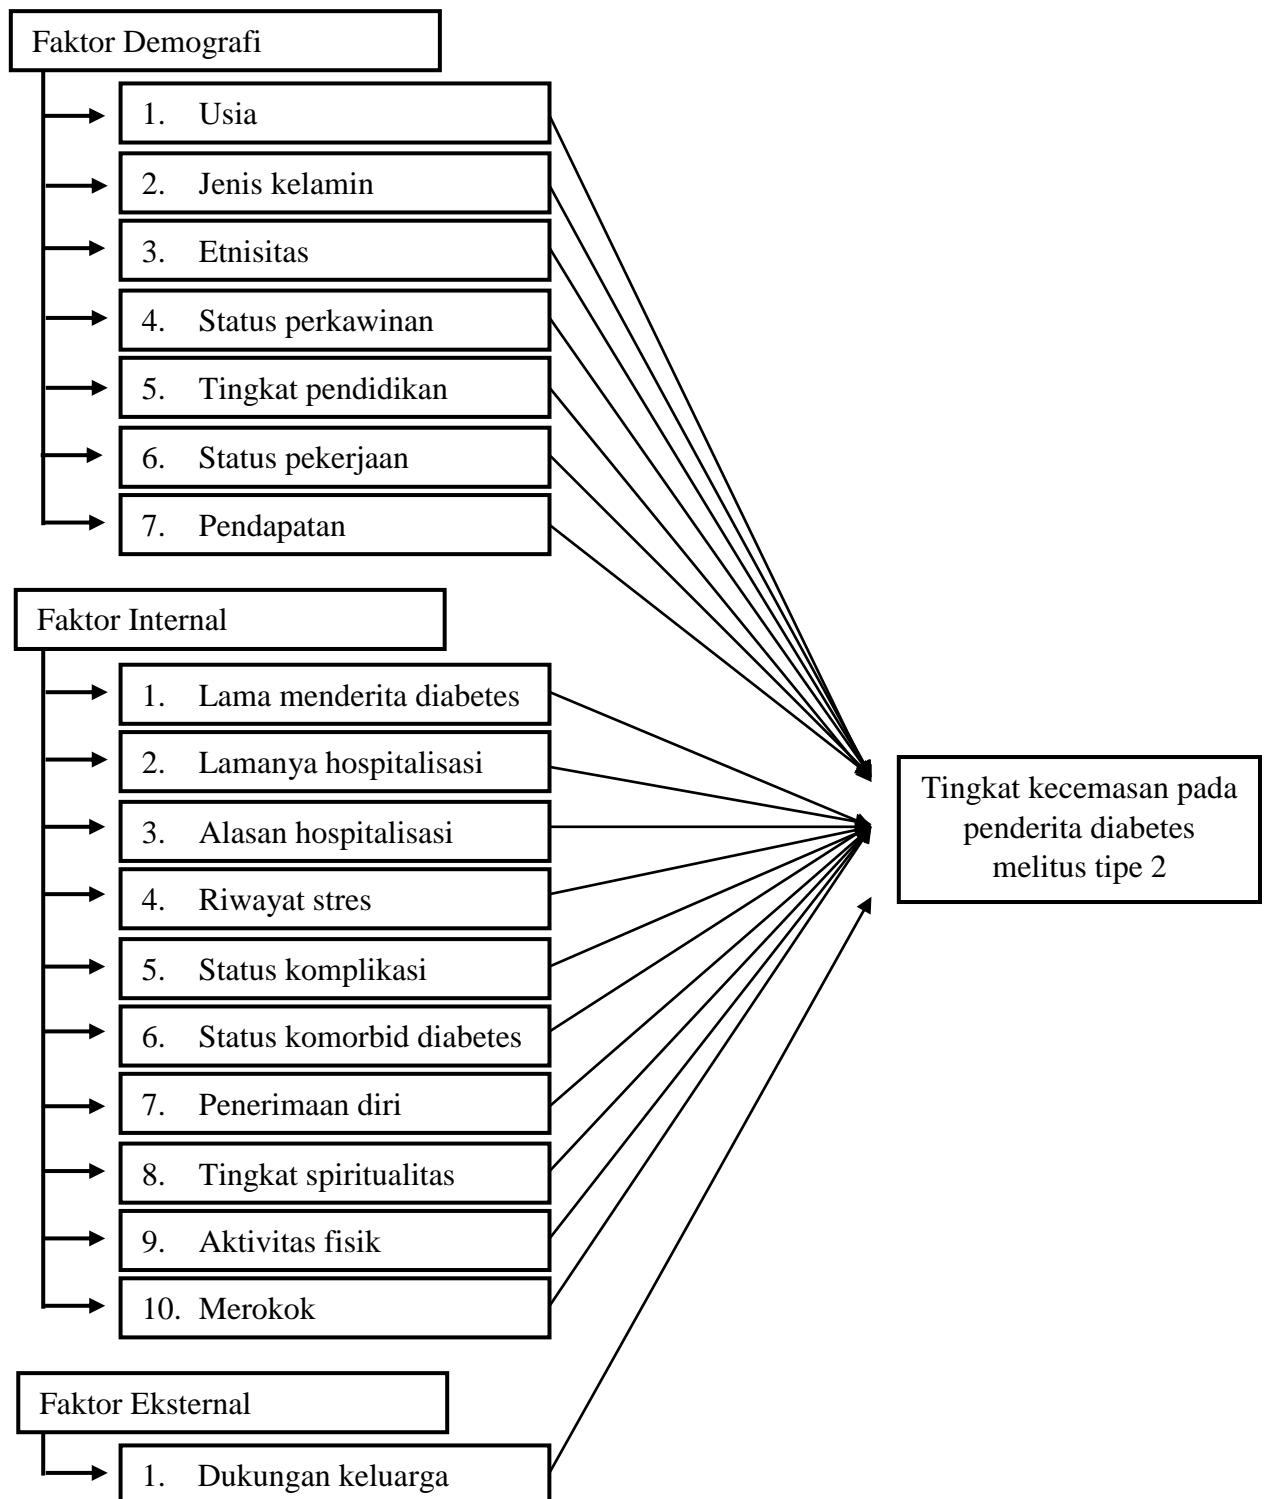 Faktor Demografi
1. Usia
2. Jenis kelamin
3. Etnisitas
4. Status perkawinan
5. Tingkat pendidikan
6. Status pekerjaan
7. Pendapatan
Faktor Internal
1. Lama menderita diabetes
2. Lamanya hospitalisasi
3. Alasan hospitalisasi
4. Riwayat stres
5. Status komplikasi
6. Status komorbid diabetes
7. Penerimaan diri
8. Tingkat spiritualitas
9. Aktivitas fisik
10. Merokok
Faktor Eksternal
1. Dukungan keluarga
Tingkat kecemasan pada
penderita diabetes
melitus tipe 2